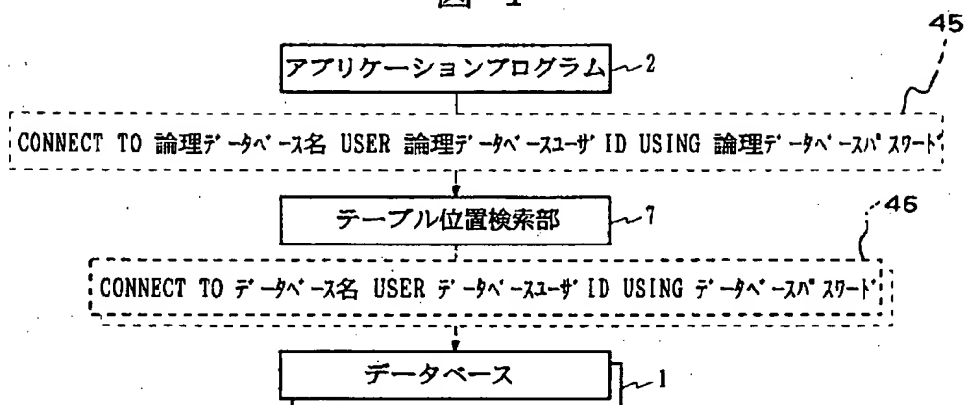 図 4
45
アプリケーションプログラム 2
CONNECT TO 論理データベース名 USER 論理データベースユーザID USING 論理データベースパスワード
テーブル位置検索部 7
46
CONNECT TO データベース名 USER データベースユーザID USING データベースパスワード
データベース 1